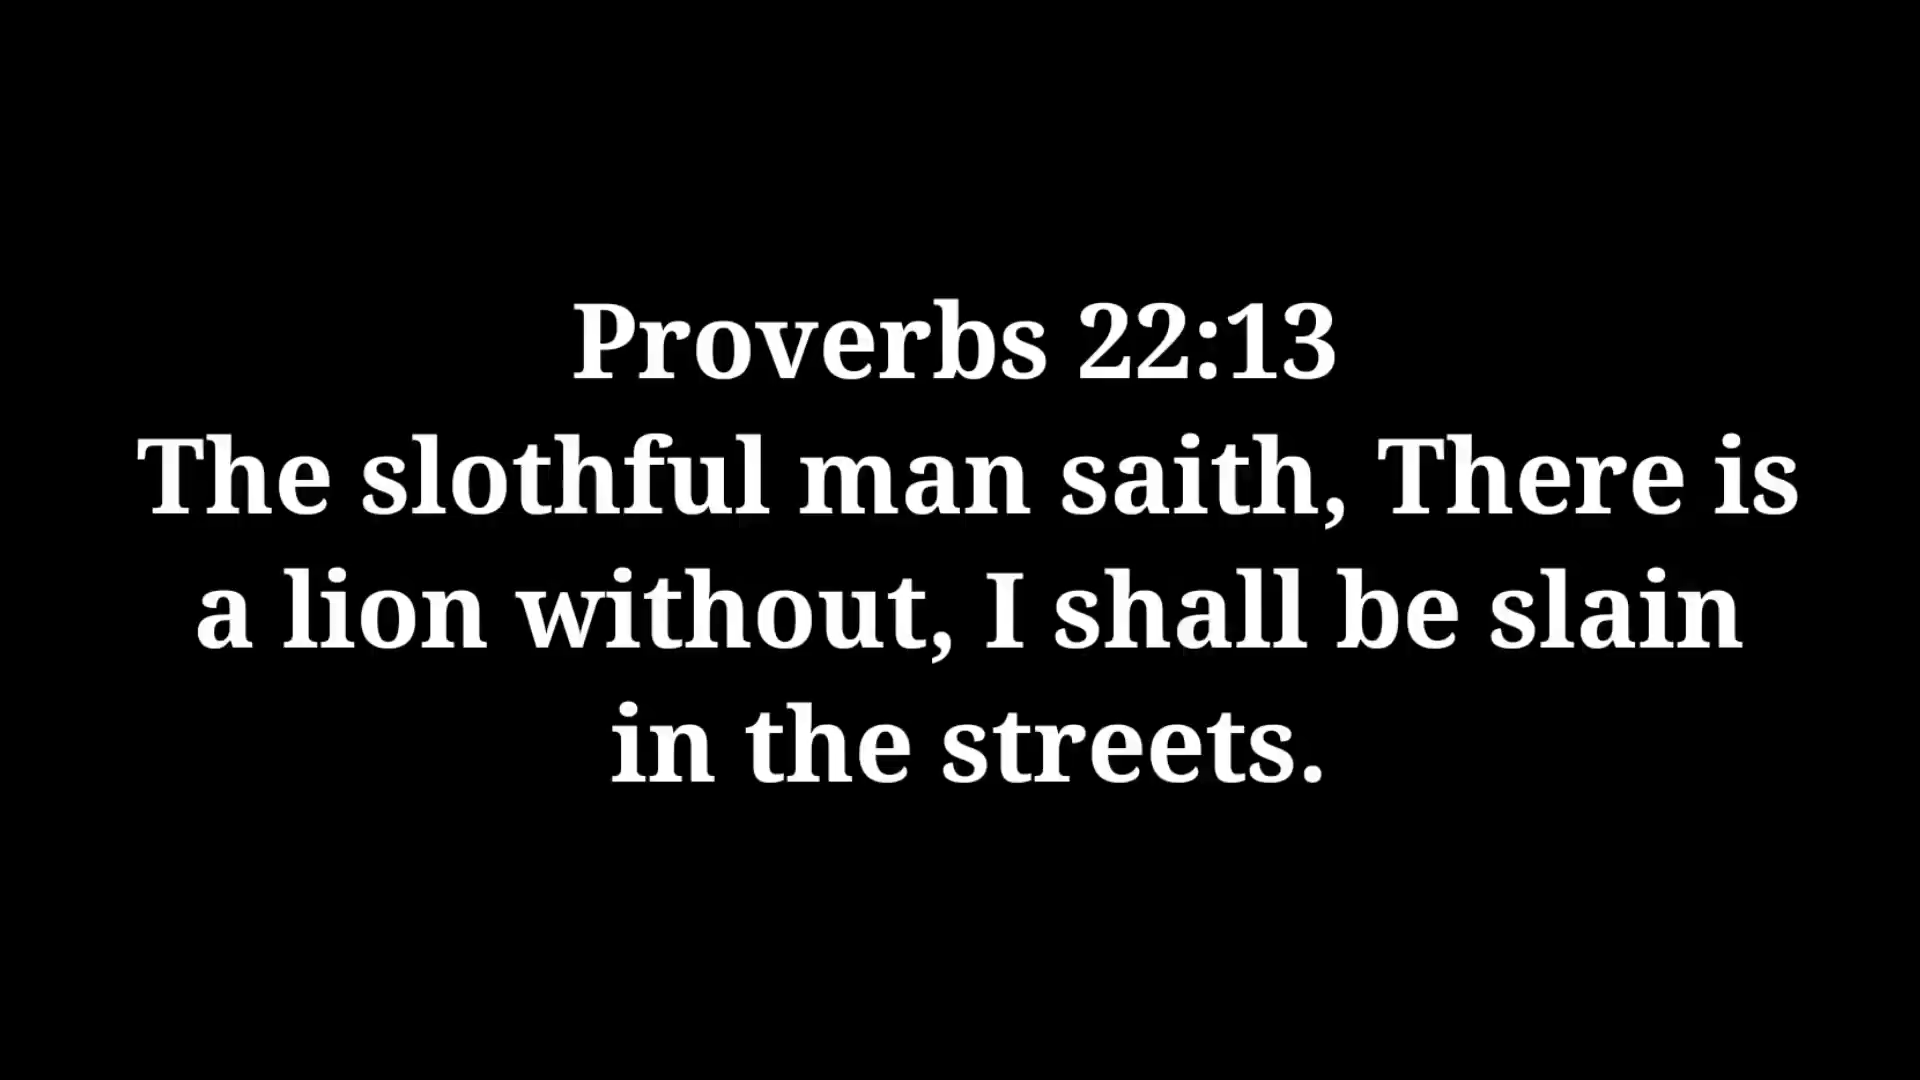 Proverbs 22:13
The slothful man saith, There is
a lion without, I shall be slain
in the streets.